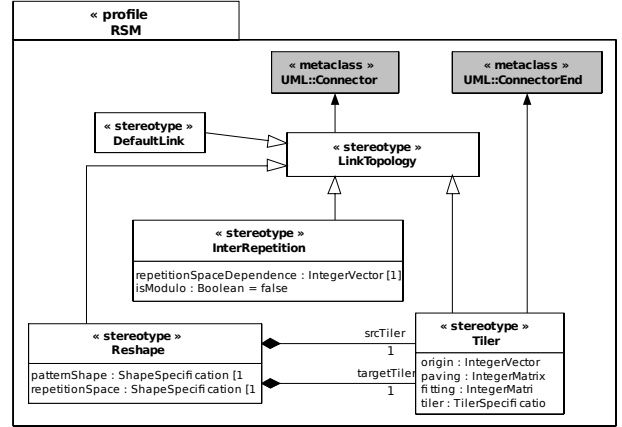 « profile
RSM
« metaclass »
UML::Connector
« metaclass »
UML::ConnectorEnd
« stereotype »
DefaultLink
« stereotype »
LinkTopology
« stereotype »
InterRepetition
repetitionSpaceDependence : IntegerVector [1]
isModulo : Boolean = false
« stereotype »
Reshape
patternShape : ShapeSpecification [1
repetitionSpace : ShapeSpecification [1
srcTiler
1
targetTiler
1
« stereotype »
Tiler
origin : IntegerVector
paving : IntegerMatrix
fitting : IntegerMatri
tiler : TilerSpecificatio